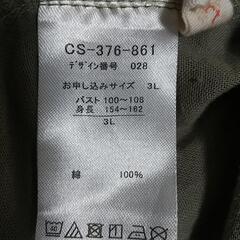 CS-376-861
デザイン番号 028
お申し込みサイズ 3L
バスト 100~108
身長 154~162
3L
綿 100%